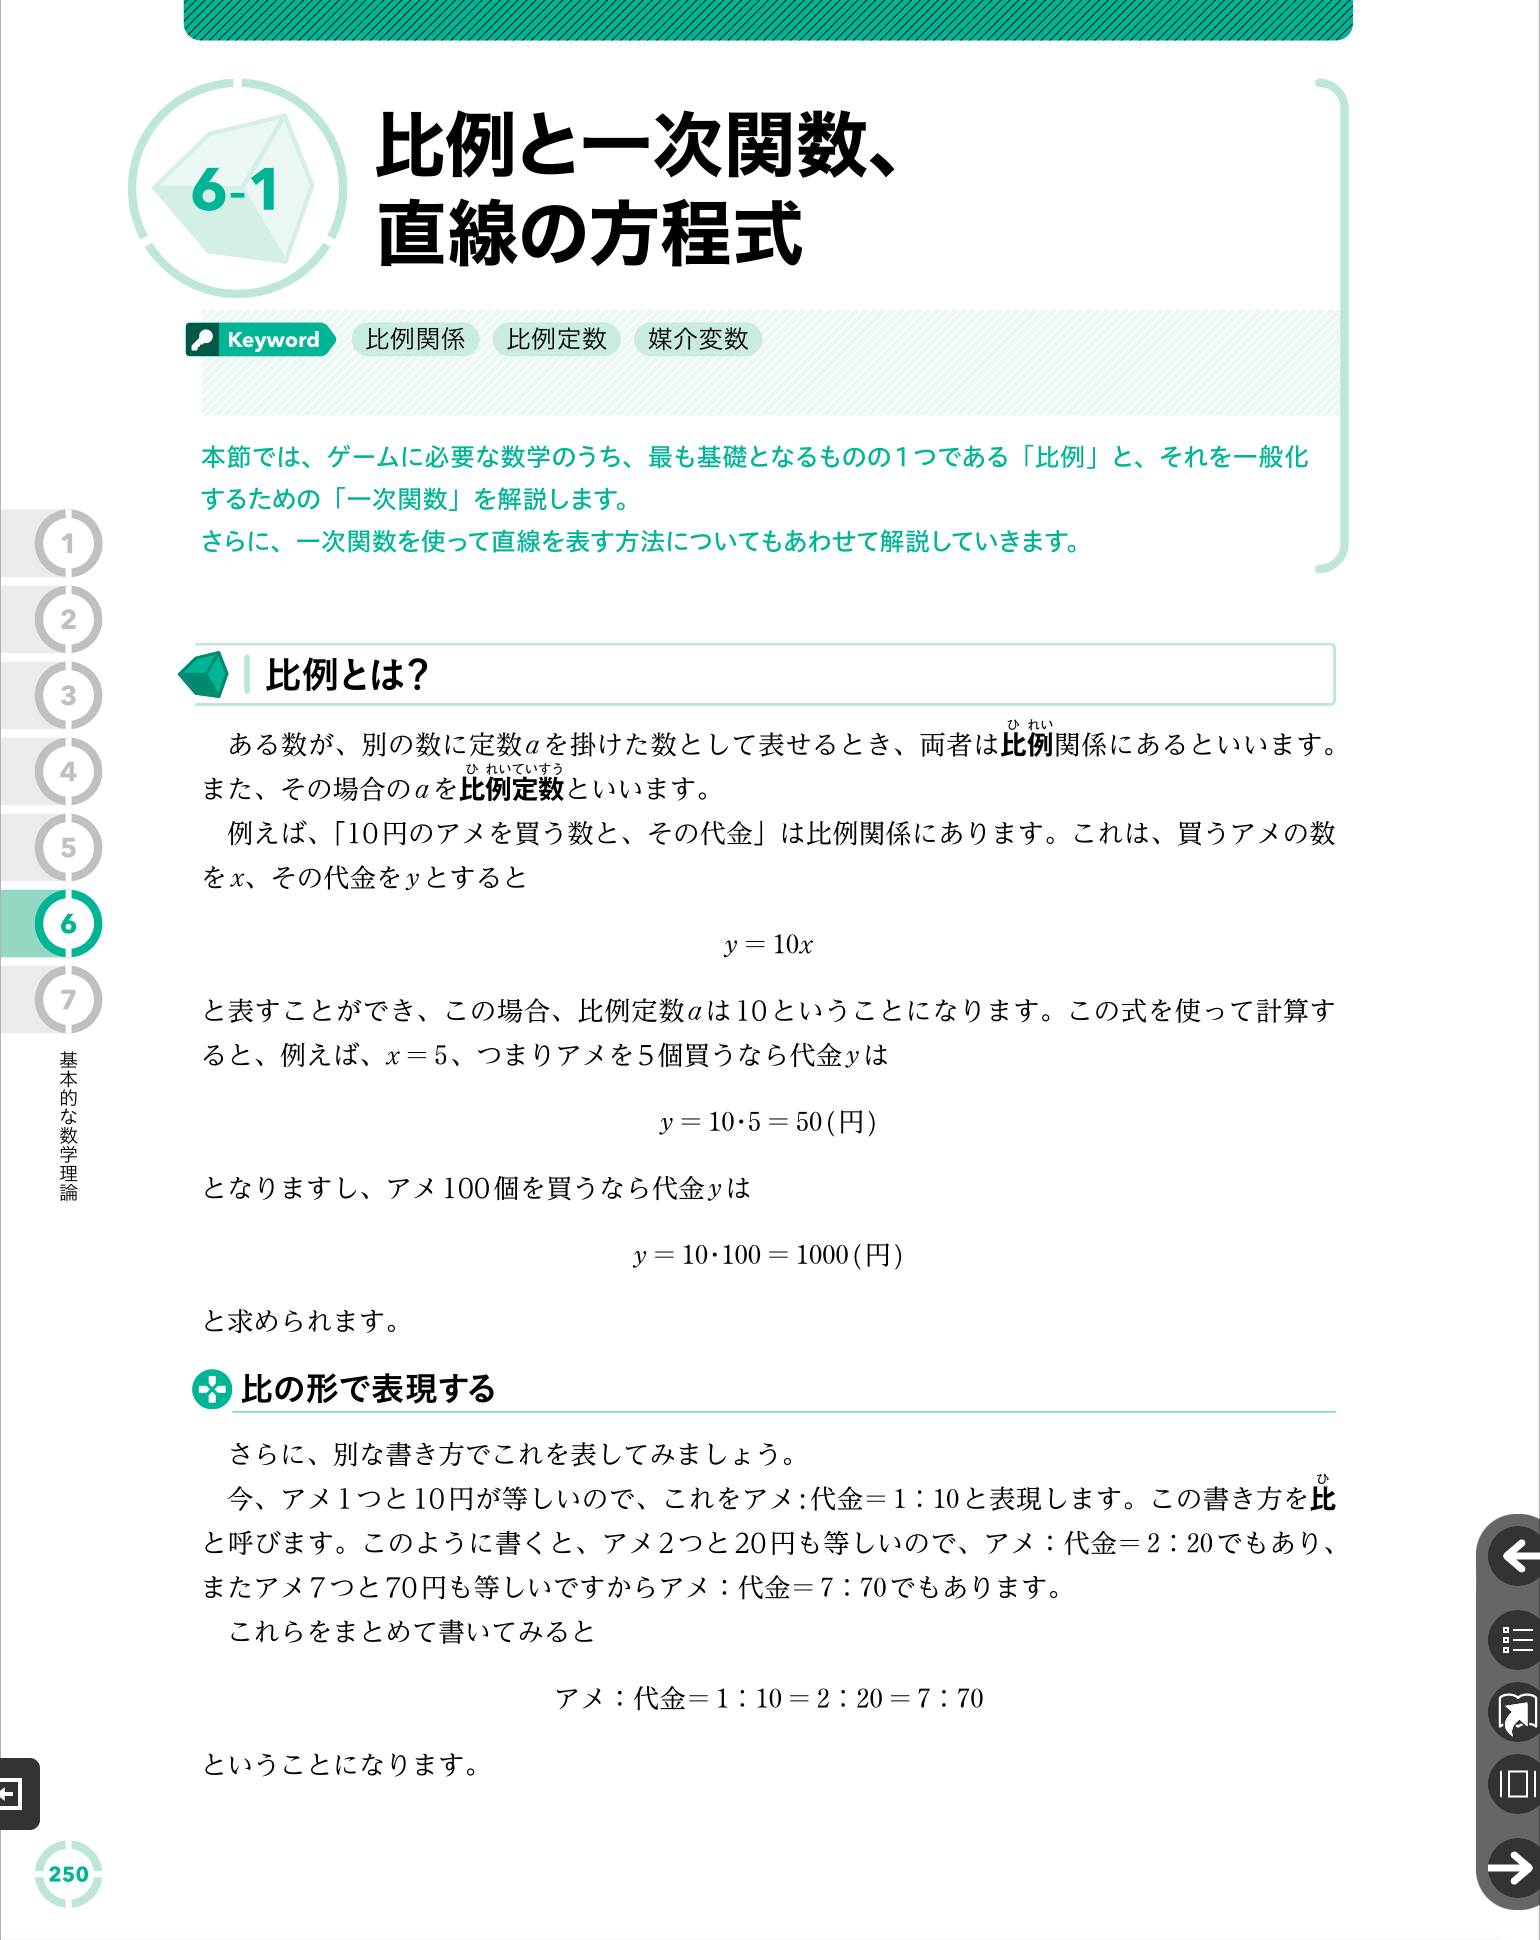 6-1
比例と一次関数、
直線の方程式
Keyword 比例関係 比例定数 媒介変数
本節では、ゲームに必要な数学のうち、最も基礎となるものの1つである「比例」と、それを一般化
するための「一次関数」を解説します。
さらに、一次関数を使って直線を表す方法についてもあわせて解説していきます。
1
2
3
4
5
6
7
基本的な数学理論
比例とは？
ひ れい
ある数が、別の数に定数aを掛けた数として表せるとき、両者は比例関係にあるといいます。
ひ れいていすう
また、その場合のaを比例定数といいます。
例えば、「10円のアメを買う数と、その代金」は比例関係にあります。これは、買うアメの数
をx、その代金をyとすると
y = 10x
と表すことができ、この場合、比例定数aは10ということになります。この式を使って計算す
ると、例えば、x = 5、つまりアメを5個買うなら代金yは
y = 10・5 = 50(円)
となりますし、アメ100個を買うなら代金yは
y = 10・100 = 1000(円)
と求められます。
比の形で表現する
さらに、別な書き方でこれを表してみましょう。
ひ
今、アメ1つと10円が等しいので、これをアメ:代金＝1：10と表現します。この書き方を比
と呼びます。このように書くと、アメ2つと20円も等しいので、アメ：代金＝2：20でもあり、
またアメ7つと70円も等しいですからアメ：代金＝7：70でもあります。
これらをまとめて書いてみると
アメ：代金＝1：10＝2：20＝7：70
ということになります。
250